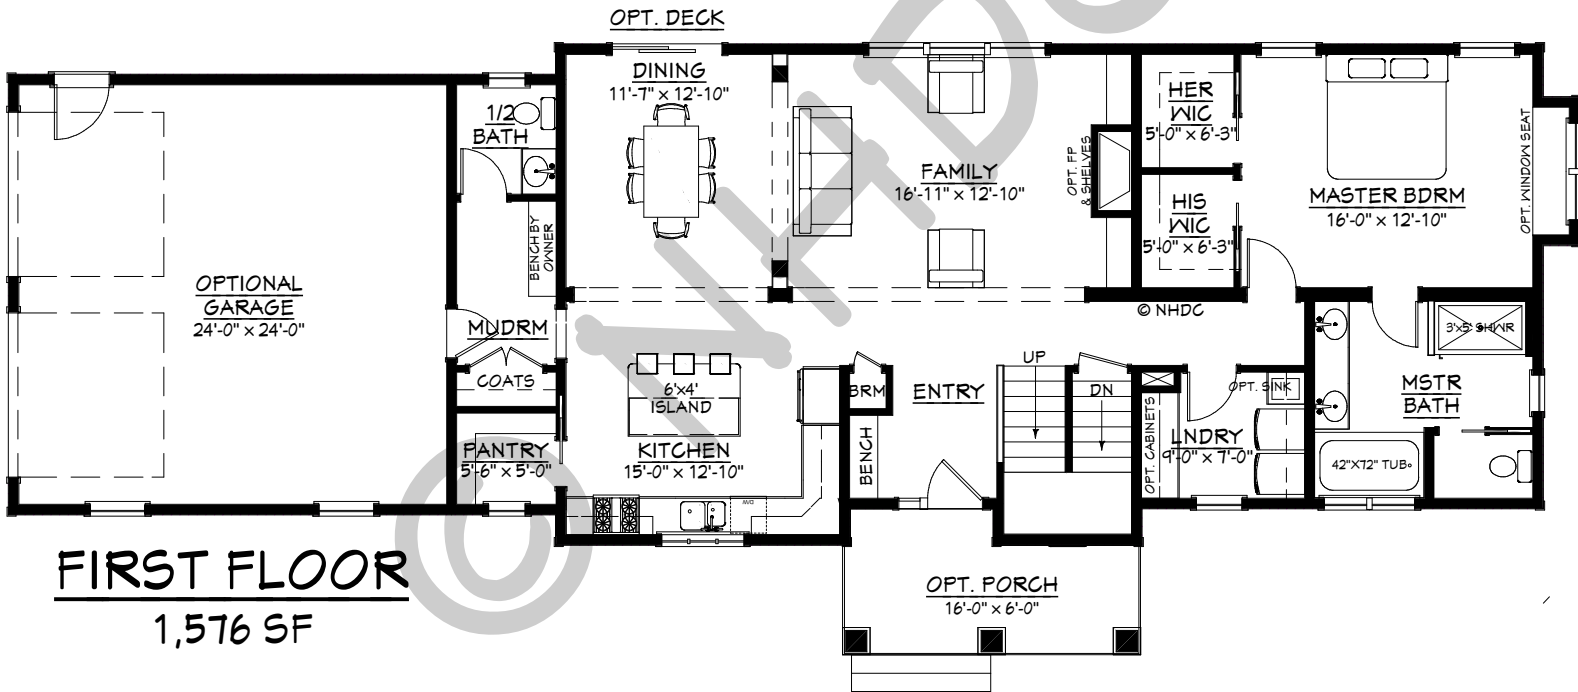 OPT. DECK
DINING
11'-7" x 12'-10"
1/2
BATH
BENCH BY
OWNER
OPTIONAL
GARAGE
24'-0" x 24'-0"
MUDRM
COATS
PANTRY
5'-6" x 5'-0"
6'x4'
ISLAND
KITCHEN
15'-0" x 12'-10"
D/W
FAMILY
16'-11" x 12'-10"
OPT. FP
& SHELVES
HER
WIC
5'-0" x 6'-3"
HIS
WIC
5'-0" x 6'-3"
MASTER BDRM
16'-0" x 12'-10"
OPT. WINDOW SEAT
© NHDC
BRM
BENCH
ENTRY
UP
DN
OPT. SINK
OPT. CABINETS
LNDRY
9'-0" x 7'-0"
3'x5' SHWR
MSTR
BATH
42"X72" TUB
OPT. PORCH
16'-0" x 6'-0"
FIRST FLOOR
1,576 SF
© NHDC